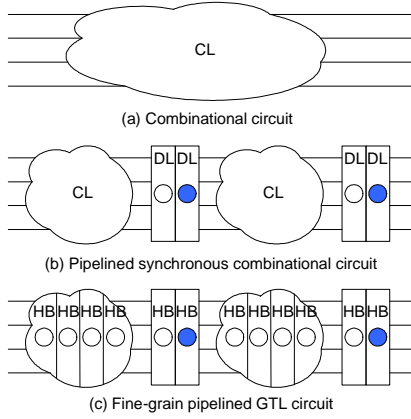 CL
(a) Combinational circuit
DL DL DL DL
CL CL
(b) Pipelined synchronous combinational circuit
HB HB HB HB HB HB HB HB HB HB HB HB
(c) Fine-grain pipelined GTL circuit